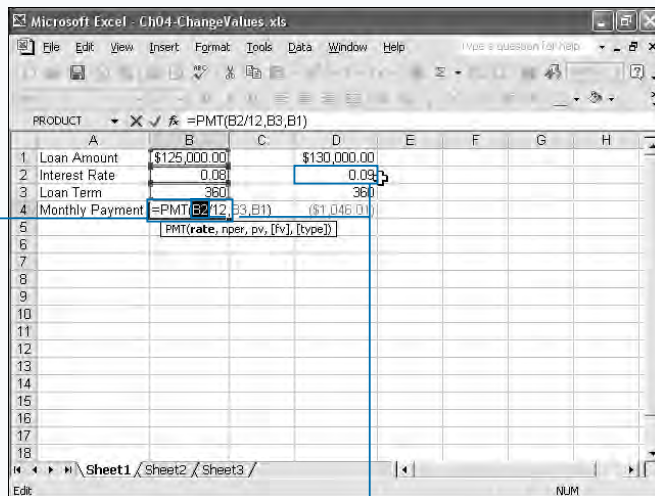 Microsoft Excel - Ch04-ChangeValues.xls
File Edit View Insert Format Tools Data Window Help Type a question for help
PRODUCT =PMT(B2/12,B3,B1)
A B C D E F G H
1 Loan Amount $125,000.00 $130,000.00
2 Interest Rate 0.08 0.09
3 Loan Term 360 360
4 Monthly Payment =PMT(B2/12,B3,B1) ($1,046.01)
5 PMT(rate, nper, pv, [fv], [type])
6
7
8
9
10
11
12
13
14
15
16
17
18
Sheet1 / Sheet2 / Sheet3 /
Edit NUM